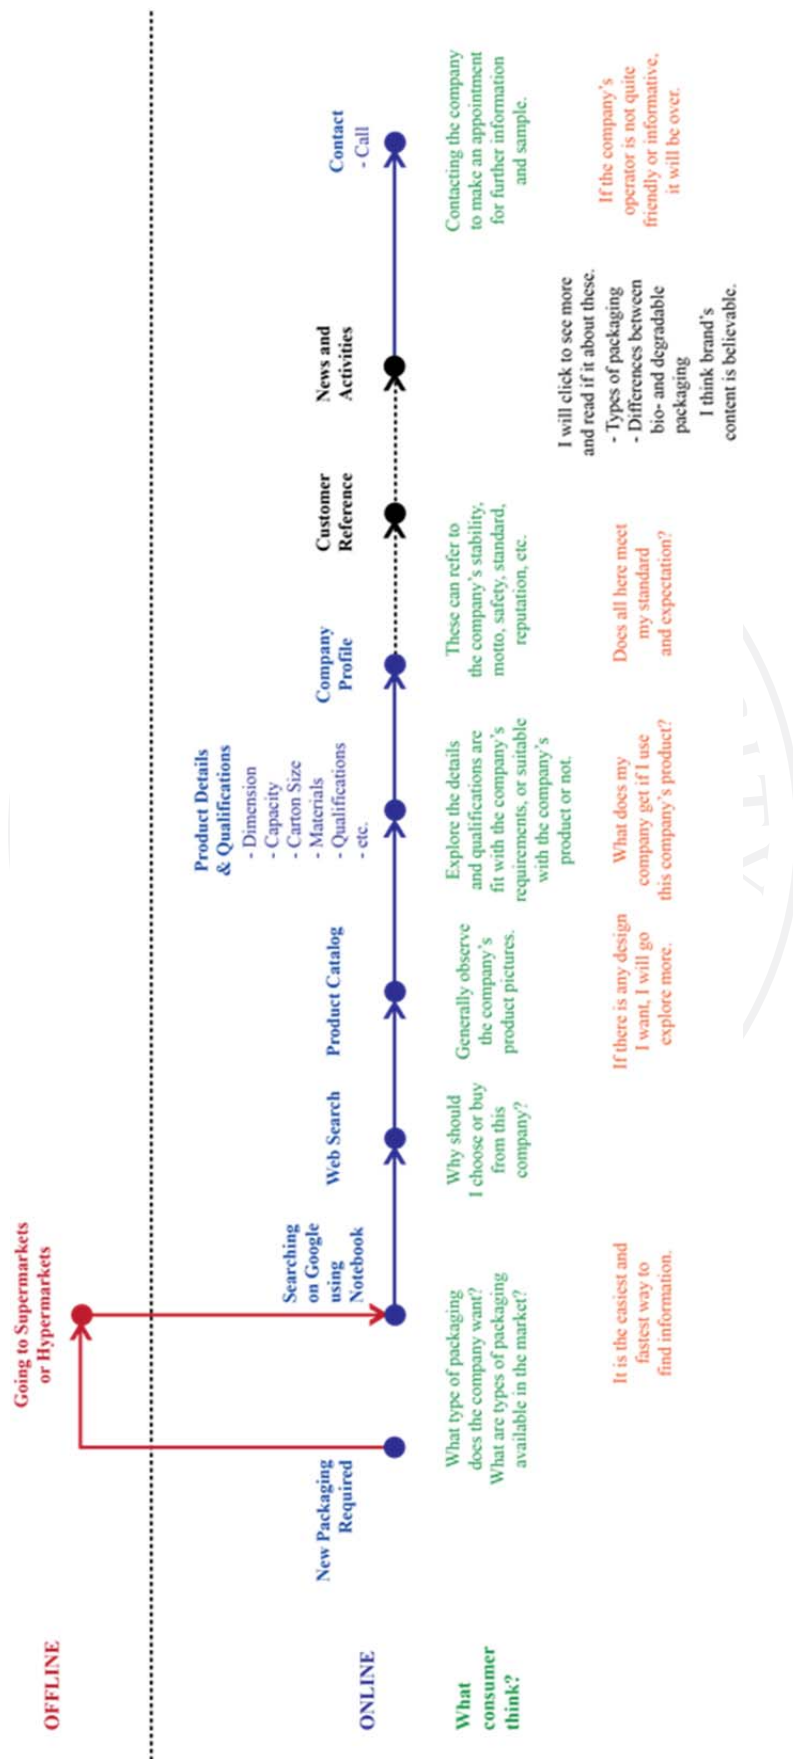 OFFLINE
Going to Supermarkets
or Hypermarkets
ONLINE
New Packaging
Required
Searching
on Google
using
Notebook
Web Search
Product Catalog
Product Details
& Qualifications
- Dimension
- Capacity
- Carton Size
- Materials
- Qualifications
- etc.
Company
Profile
Customer
Reference
News and
Activities
Contact
- Call
What
consumer
think?
What type of packaging
does the company want?
What are types of packaging
available in the market?
Why should
I choose or buy
from this
company?
Generally observe
the company's
product pictures.
Explore the details
and qualifications are
fit with the company's
requirements, or suitable
with the company's
product or not.
These can refer to
the company's stability,
motto, safety, standard,
reputation, etc.
Contacting the company
to make an appointment
for further information
and sample.
It is the easiest and
fastest way to
find information.
If there is any design
I want, I will go
explore more.
What does my
company get if I use
this company's product?
Does all here meet
my standard
and expectation?
I will click to see more
and read if it about these.
- Types of packaging
- Differences between
bio- and degradable
packaging
I think brand's
content is believable.
If the company's
operator is not quite
friendly or informative,
it will be over.